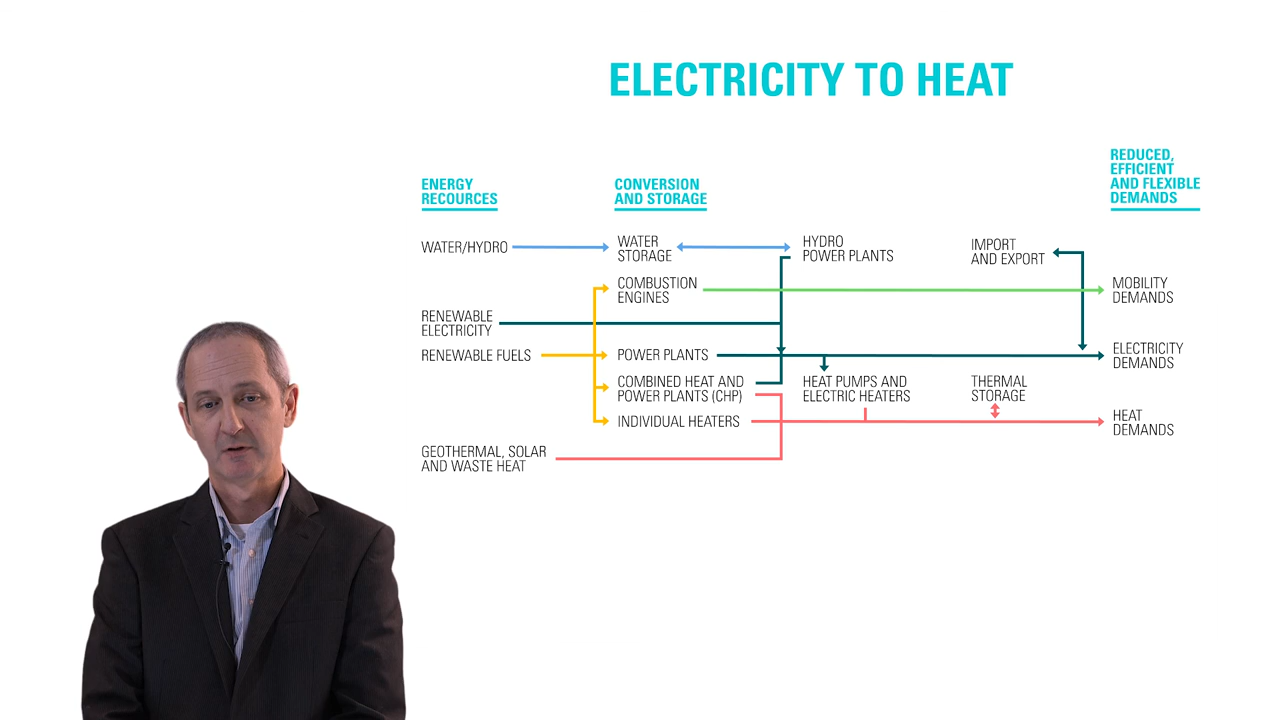 ELECTRICITY TO HEAT
ENERGY
RECOURCES
CONVERSION
AND STORAGE
REDUCED,
EFFICIENT
AND FLEXIBLE
DEMANDS
WATER/HYDRO
WATER
STORAGE
HYDRO
POWER PLANTS
IMPORT
AND EXPORT
COMBUSTION
ENGINES
MOBILITY
DEMANDS
RENEWABLE
ELECTRICITY
RENEWABLE FUELS
POWER PLANTS
ELECTRICITY
DEMANDS
COMBINED HEAT AND
POWER PLANTS (CHP)
HEAT PUMPS AND
ELECTRIC HEATERS
THERMAL
STORAGE
INDIVIDUAL HEATERS
HEAT
DEMANDS
GEOTHERMAL, SOLAR
AND WASTE HEAT